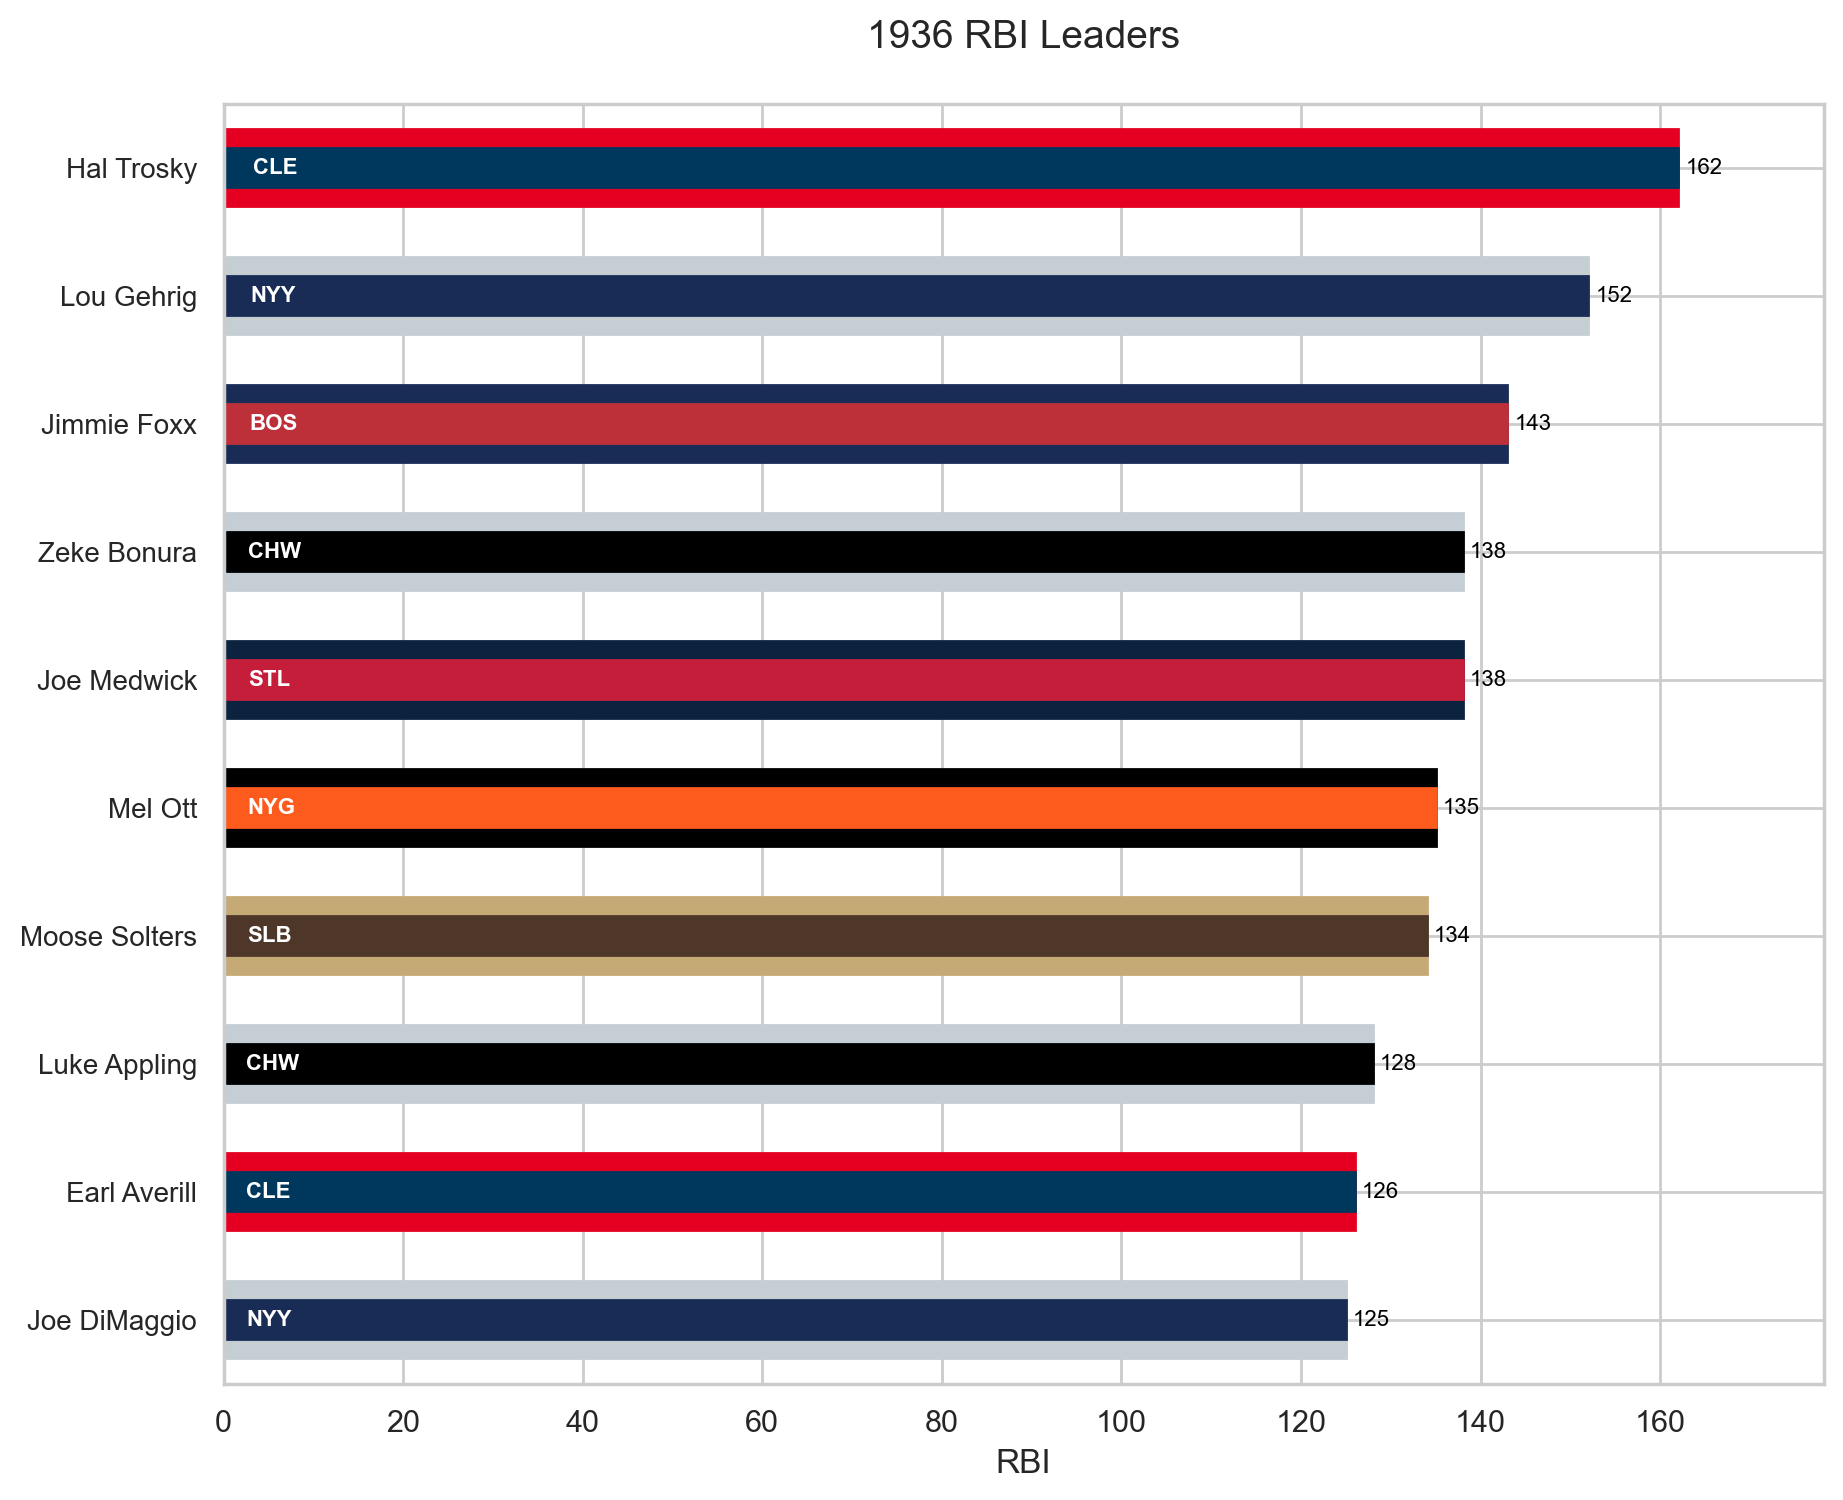 1936 RBI Leaders
Hal Trosky CLE 162
Lou Gehrig NYY 152
Jimmie Foxx BOS 143
Zeke Bonura CHW 138
Joe Medwick STL 138
Mel Ott NYG 135
Moose Solters SLB 134
Luke Appling CHW 128
Earl Averill CLE 126
Joe DiMaggio NYY 125
0 20 40 60 80 100 120 140 160
RBI